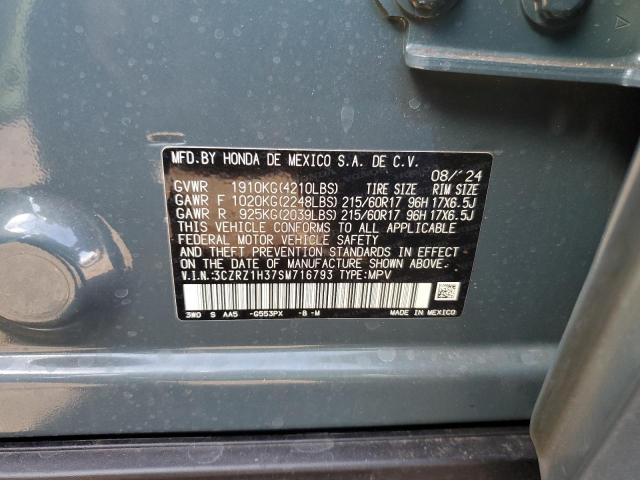 MFD.BY HONDA DE MEXICO S.A. DE C.V.
08/'24
GVWR 1910KG(4210LBS) TIRE SIZE RIM SIZE
GAWR F 1020KG(2248LBS) 215/60R17 96H 17X6.5J
GAWR R 925KG(2039LBS) 215/60R17 96H 17X6.5J
THIS VEHICLE CONFORMS TO ALL APPLICABLE
FEDERAL MOTOR VEHICLE SAFETY
AND THEFT PREVENTION STANDARDS IN EFFECT
ON THE DATE OF MANUFACTURE SHOWN ABOVE.
V.I.N.:3CZRZ1H37SM716793 TYPE:MPV
3W0 S AA5 -G553PX -B-M MADE IN MEXICO